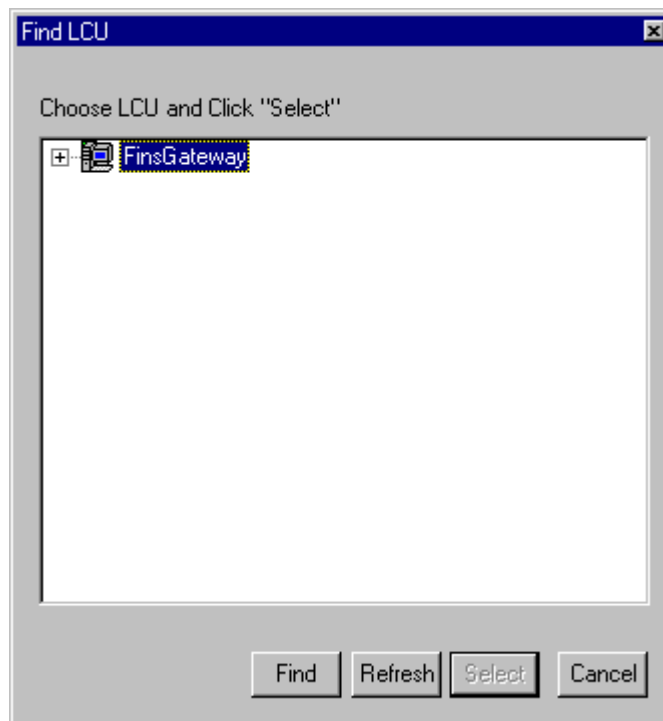 Find LCU
Choose LCU and Click "Select"
FinsGateway
Find Refresh Select Cancel